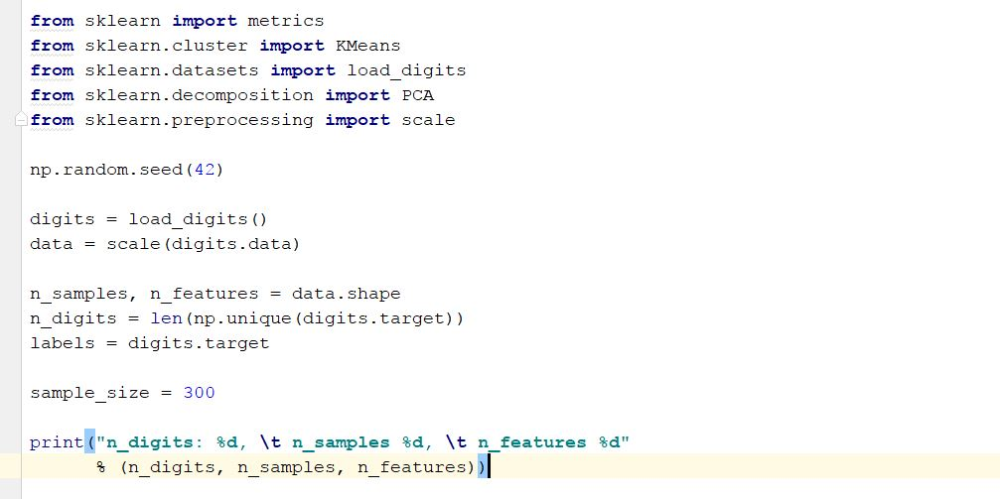 from sklearn import metrics
from sklearn.cluster import KMeans
from sklearn.datasets import load_digits
from sklearn.decomposition import PCA
from sklearn.preprocessing import scale
np.random.seed(42)
digits = load_digits()
data = scale(digits.data)
n_samples, n_features = data.shape
n_digits = len(np.unique(digits.target))
labels = digits.target
sample_size = 300
print("n_digits: %d, \t n_samples %d, \t n_features %d"
      % (n_digits, n_samples, n_features))